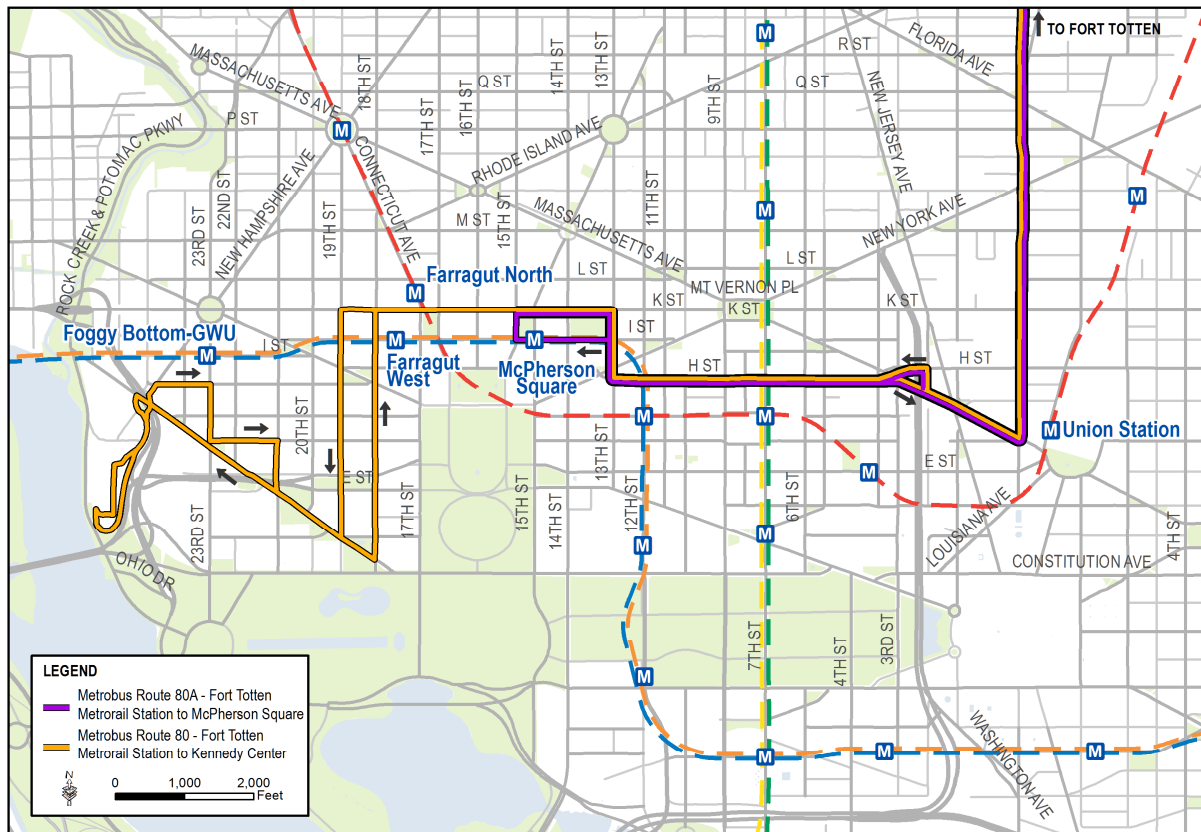 TO FORT TOTTEN
FLORIDA AVE
R ST
MASSACHUSETTS AVE
18TH ST
17TH ST
16TH ST
Q ST
14TH ST
13TH ST
9TH ST
Q ST
NEW JERSEY AVE
P ST
ROCK CREEK & POTOMAC PKWY
M
CONNECTICUT AVE
RHODE ISLAND AVE
22ND ST
23RD ST
NEW HAMPSHIRE AVE
19TH ST
M ST
15TH ST
MASSACHUSETTS AVE
11TH ST
NEW YORK AVE
L ST
L ST
Farragut North
MT VERNON PL
K ST
K ST
K ST
Foggy Bottom-GWU
I ST
I ST
Farragut
West
McPherson
Square
H ST
H ST
20TH ST
E ST
17TH ST
15TH ST
14TH ST
13TH ST
12TH ST
6TH ST
E ST
Union Station
LOUISIANA AVE
23RD ST
OHIO DR
CONSTITUTION AVE
4TH ST
7TH ST
4TH ST
3RD ST
WASHINGTON AVE
LEGEND
Metrobus Route 80A - Fort Totten
Metrorail Station to McPherson Square
Metrobus Route 80 - Fort Totten
Metrorail Station to Kennedy Center
N
0 1,000 2,000
Feet